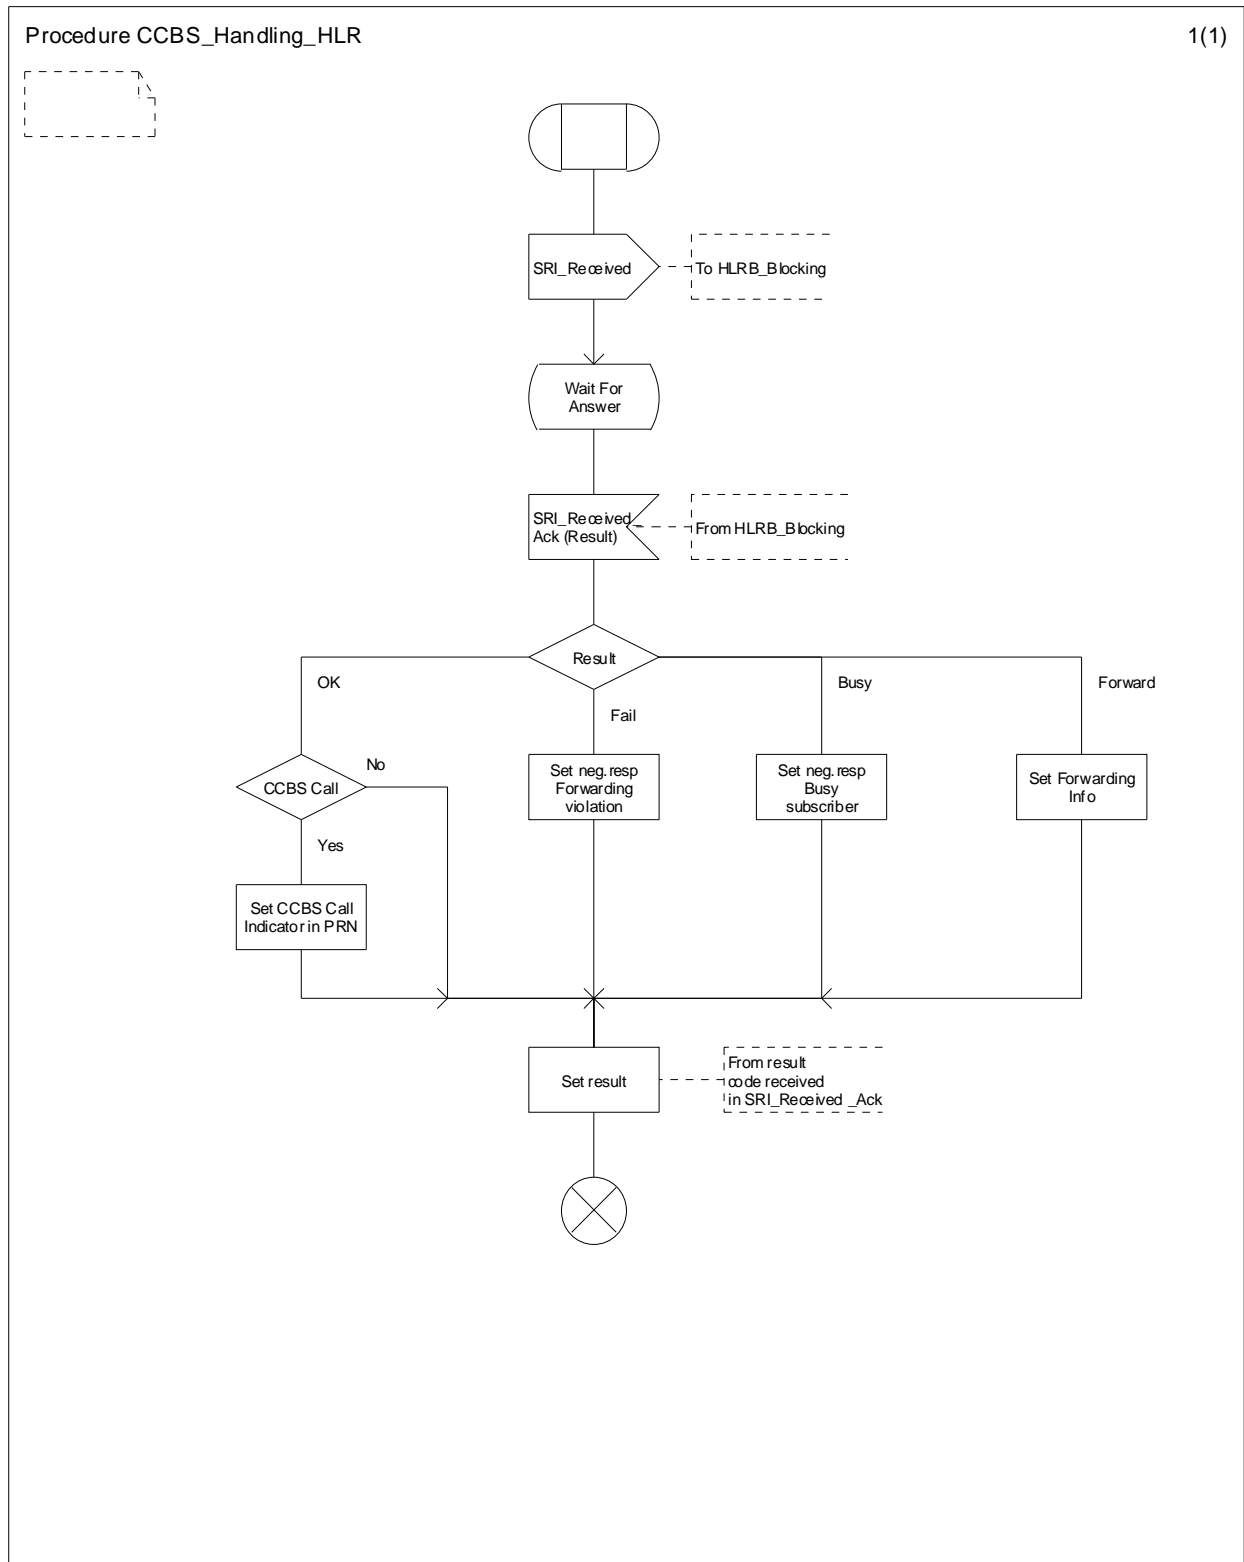 Procedure CCBS_Handling_HLR
1(1)
SRI_Received
To HLRB_Blocking
Wait For
Answer
SRI_Received
Ack (Result)
From HLRB_Blocking
Result
OK
Fail
Busy
Forward
CCBS Call
No
Yes
Set neg.resp
Forwarding
violation
Set neg.resp
Busy
subscriber
Set Forwarding
Info
Set CCBS Call
Indicator in PRN
Set result
From result
code received
in SRI_Received _Ack